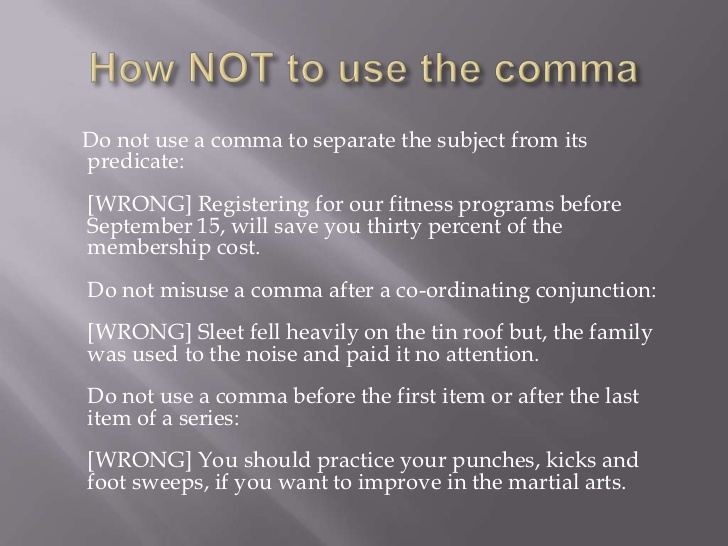 How NOT to use the comma
Do not use a comma to separate the subject from its
predicate:
[WRONG] Registering for our fitness programs before
September 15, will save you thirty percent of the
membership cost.
Do not misuse a comma after a co-ordinating conjunction:
[WRONG] Sleet fell heavily on the tin roof but, the family
was used to the noise and paid it no attention.
Do not use a comma before the first item or after the last
item of a series:
[WRONG] You should practice your punches, kicks and
foot sweeps, if you want to improve in the martial arts.